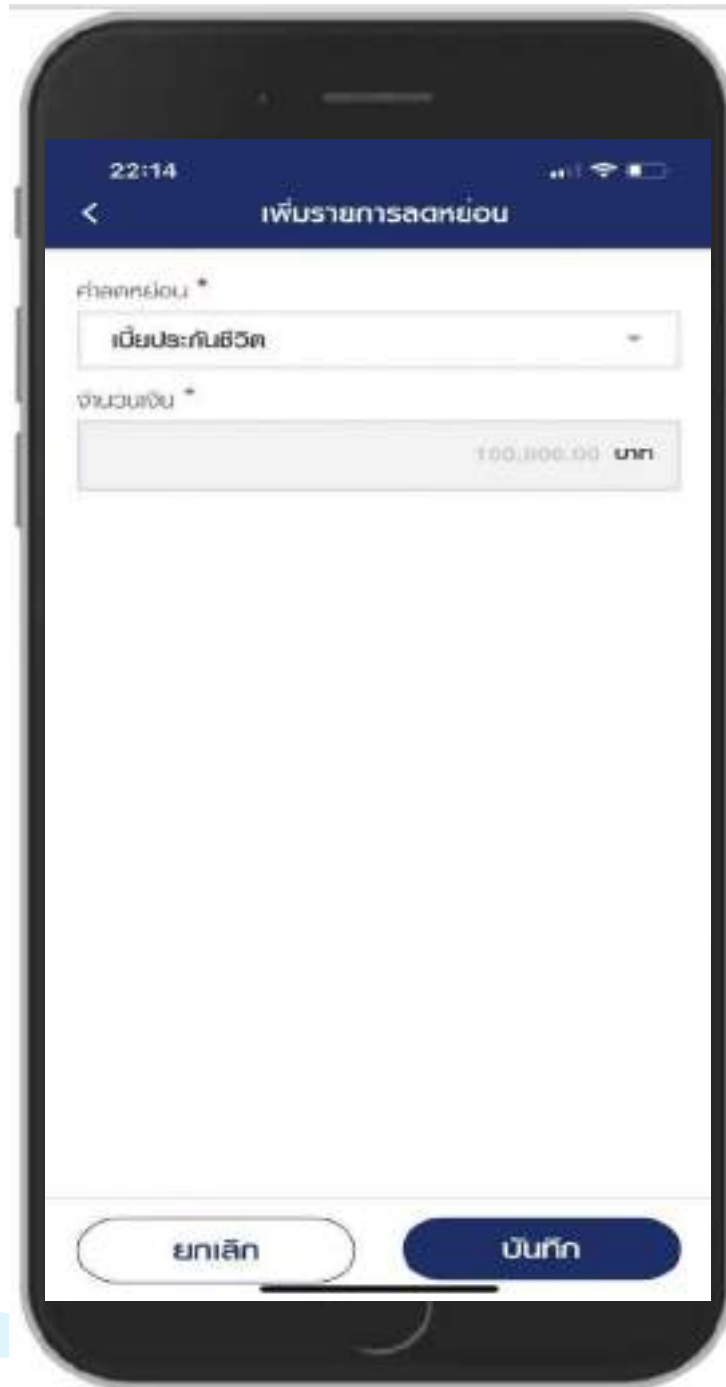 22:14
เพิ่มรายการลดหย่อน
ค่าลดหย่อน *
เบี้ยประกันชีวิต
จำนวนเงิน *
100,000.00 บาท
ยกเลิก
บันทึก